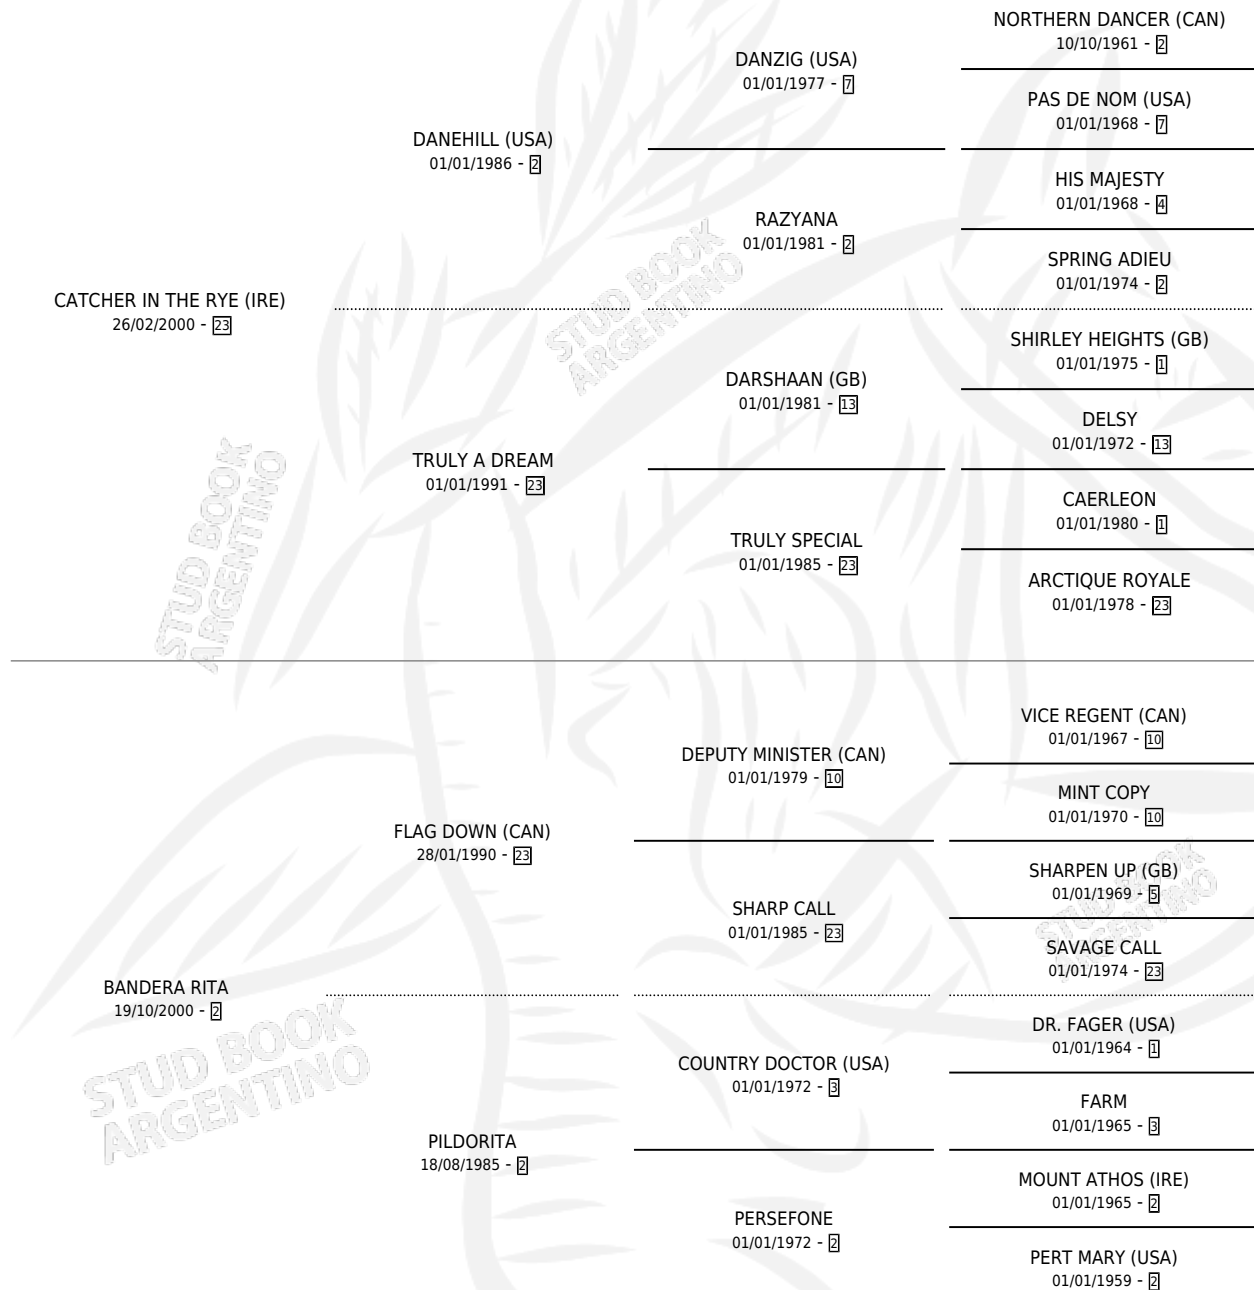 NORTHERN DANCER (CAN)
10/10/1961 - 2
DANZIG (USA)
01/01/1977 - 7
PAS DE NOM (USA)
01/01/1968 - 7
DANEHILL (USA)
01/01/1986 - 2
HIS MAJESTY
01/01/1968 - 4
RAZYANA
01/01/1981 - 2
SPRING ADIEU
01/01/1974 - 2
CATCHER IN THE RYE (IRE)
26/02/2000 - 23
SHIRLEY HEIGHTS (GB)
01/01/1975 - 1
DARSHAAN (GB)
01/01/1981 - 13
DELSY
01/01/1972 - 13
TRULY A DREAM
01/01/1991 - 23
CAERLEON
01/01/1980 - 1
TRULY SPECIAL
01/01/1985 - 23
ARCTIQUE ROYALE
01/01/1978 - 23
VICE REGENT (CAN)
01/01/1967 - 10
DEPUTY MINISTER (CAN)
01/01/1979 - 10
MINT COPY
01/01/1970 - 10
FLAG DOWN (CAN)
28/01/1990 - 23
SHARPEN UP (GB)
01/01/1969 - 5
SHARP CALL
01/01/1985 - 23
SAVAGE CALL
01/01/1974 - 23
BANDERA RITA
19/10/2000 - 2
DR. FAGER (USA)
01/01/1964 - 1
COUNTRY DOCTOR (USA)
01/01/1972 - 3
FARM
01/01/1965 - 3
PILDORITA
18/08/1985 - 2
MOUNT ATHOS (IRE)
01/01/1965 - 2
PERSEFONE
01/01/1972 - 2
PERT MARY (USA)
01/01/1959 - 2
STUD BOOK
ARGENTINO
STUD BOOK
ARGENTINO
STUD BOOK
ARGENTINO
STUD BOOK
ARGENTINO